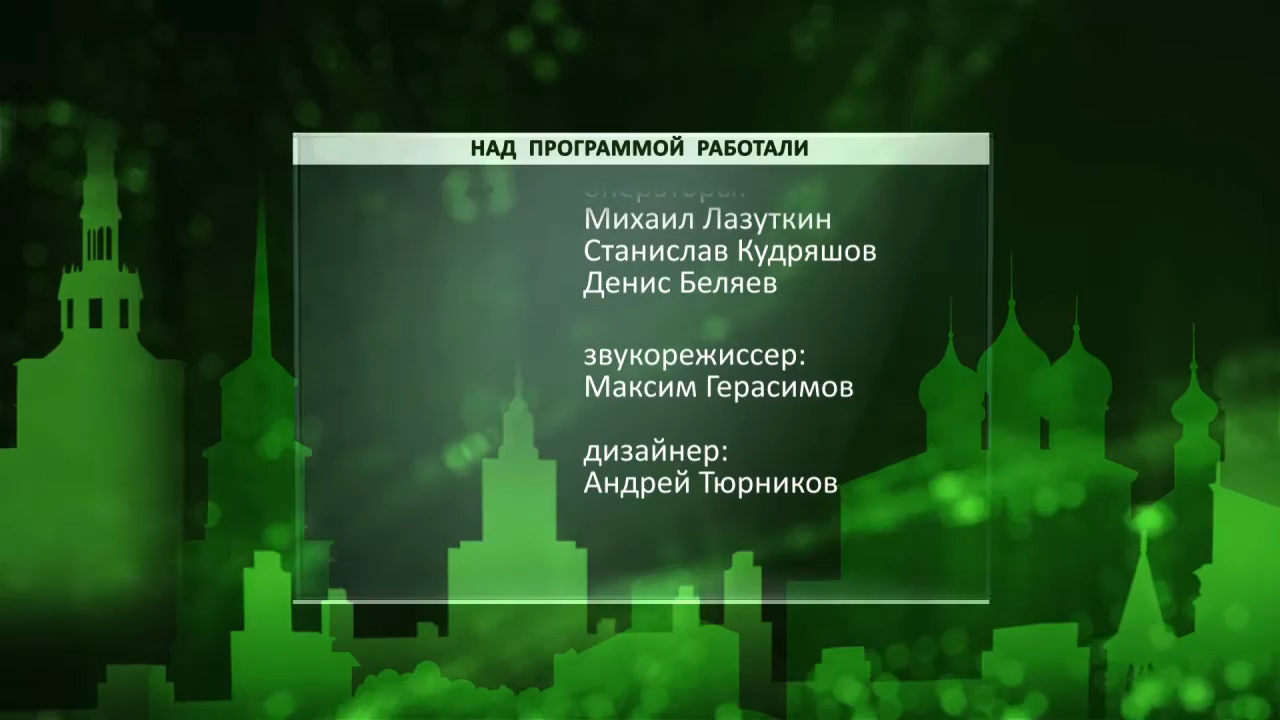 НАД ПРОГРАММОЙ РАБОТАЛИ
Михаил Лазуткин
Станислав Кудряшов
Денис Беляев
звукорежиссер:
Максим Герасимов
дизайнер:
Андрей Тюрников